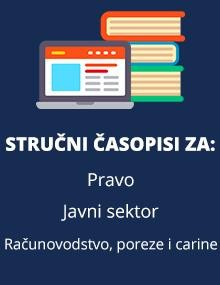 STRUČNI ČASOPISI ZA:
Pravo
Javni sektor
Računovodstvo, poreze i carine